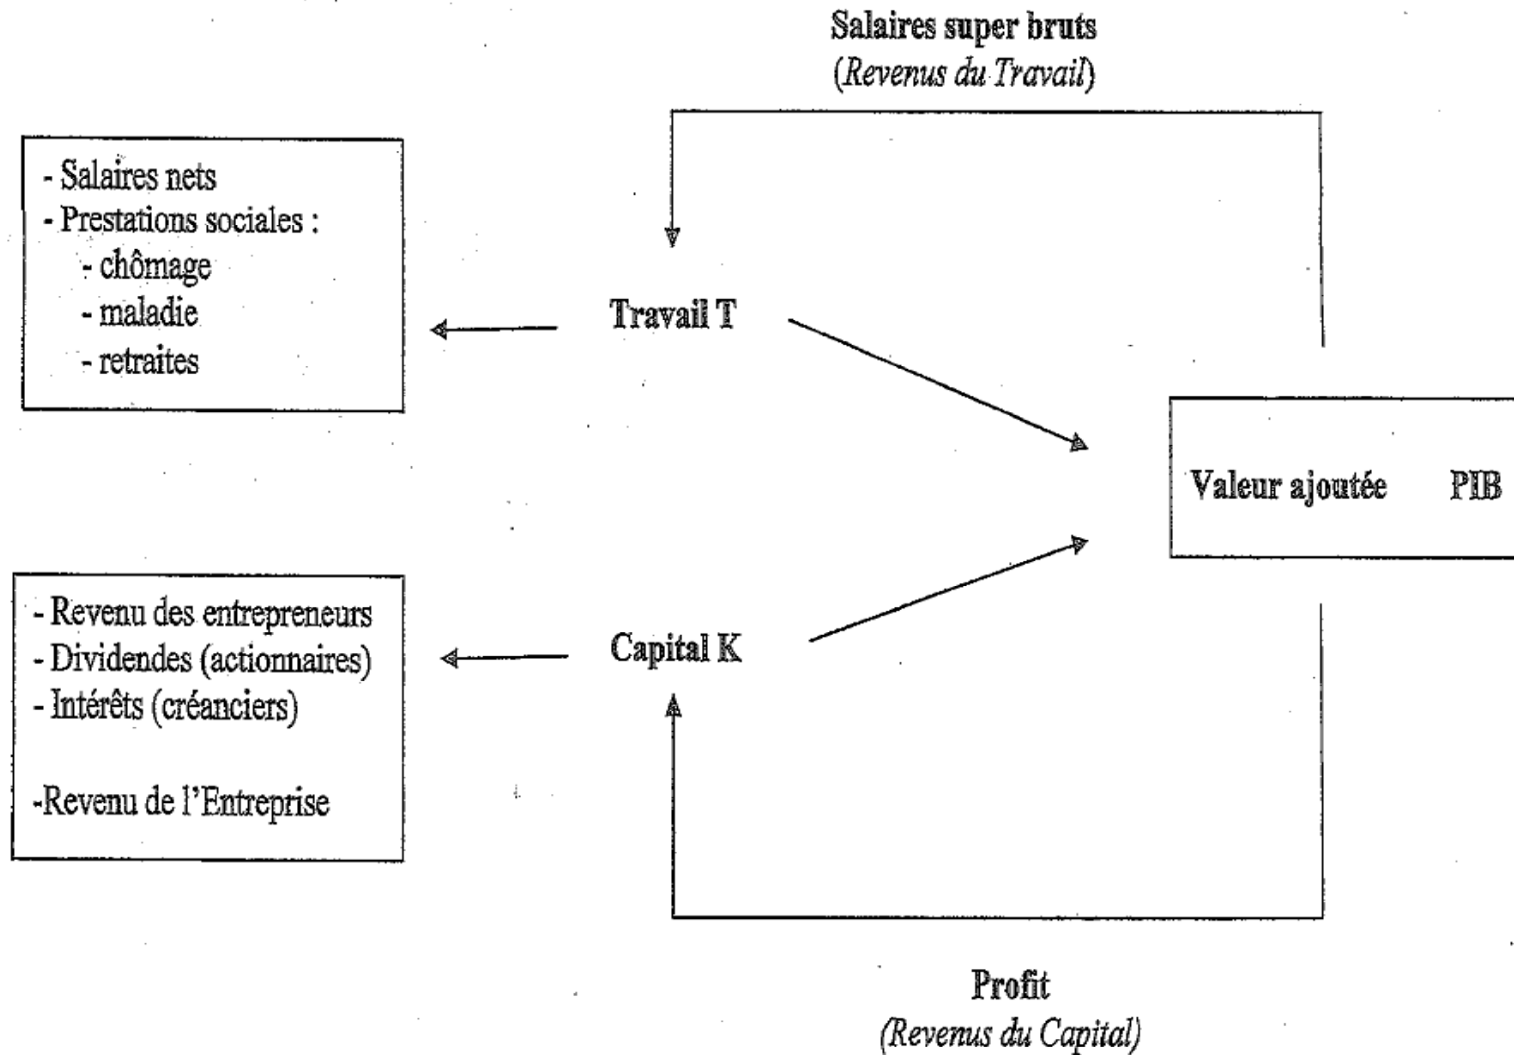 Salaires super bruts
(Revenus du Travail)
- Salaires nets
- Prestations sociales :
- chômage
- maladie
- retraites
Travail T
Valeur ajoutée PIB
- Revenu des entrepreneurs
- Dividendes (actionnaires)
- Intérêts (créanciers)
-Revenu de l'Entreprise
Capital K
Profit
(Revenus du Capital)